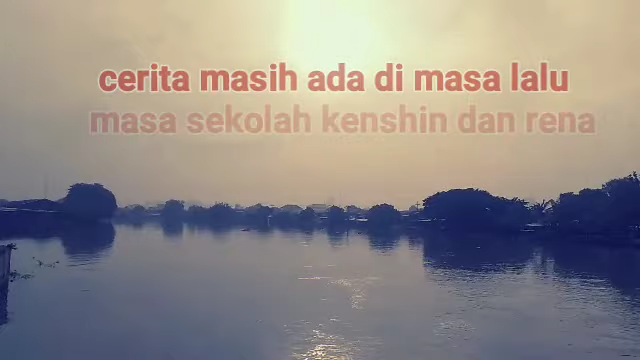 cerita masih ada di masa lalu
masa sekolah kenshin dan rena